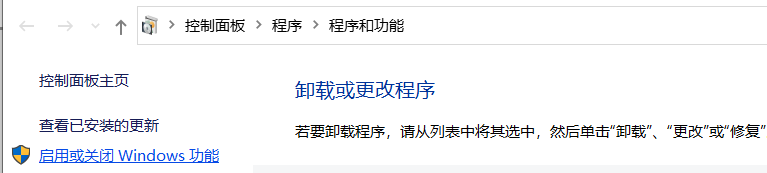 控制面板 > 程序 > 程序和功能
控制面板主页
卸载或更改程序
查看已安装的更新
若要卸载程序，请从列表中将其选中，然后单击“卸载”、“更改”或“修复”
启用或关闭 Windows 功能